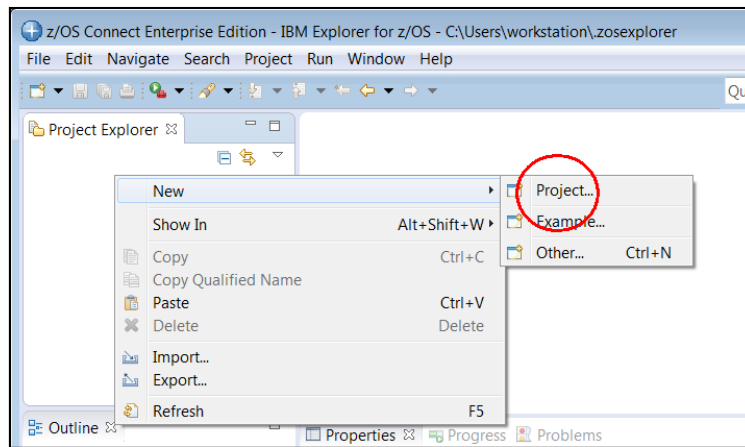 z/OS Connect Enterprise Edition - IBM Explorer for z/OS - C:\Users\workstation\.zosexplorer
File Edit Navigate Search Project Run Window Help
Qu
Project Explorer
New
Project...
Show In Alt+Shift+W
Example...
Copy Ctrl+C
Other... Ctrl+N
Copy Qualified Name
Paste Ctrl+V
Delete Delete
Import...
Export...
Refresh F5
Outline
Properties Progress Problems